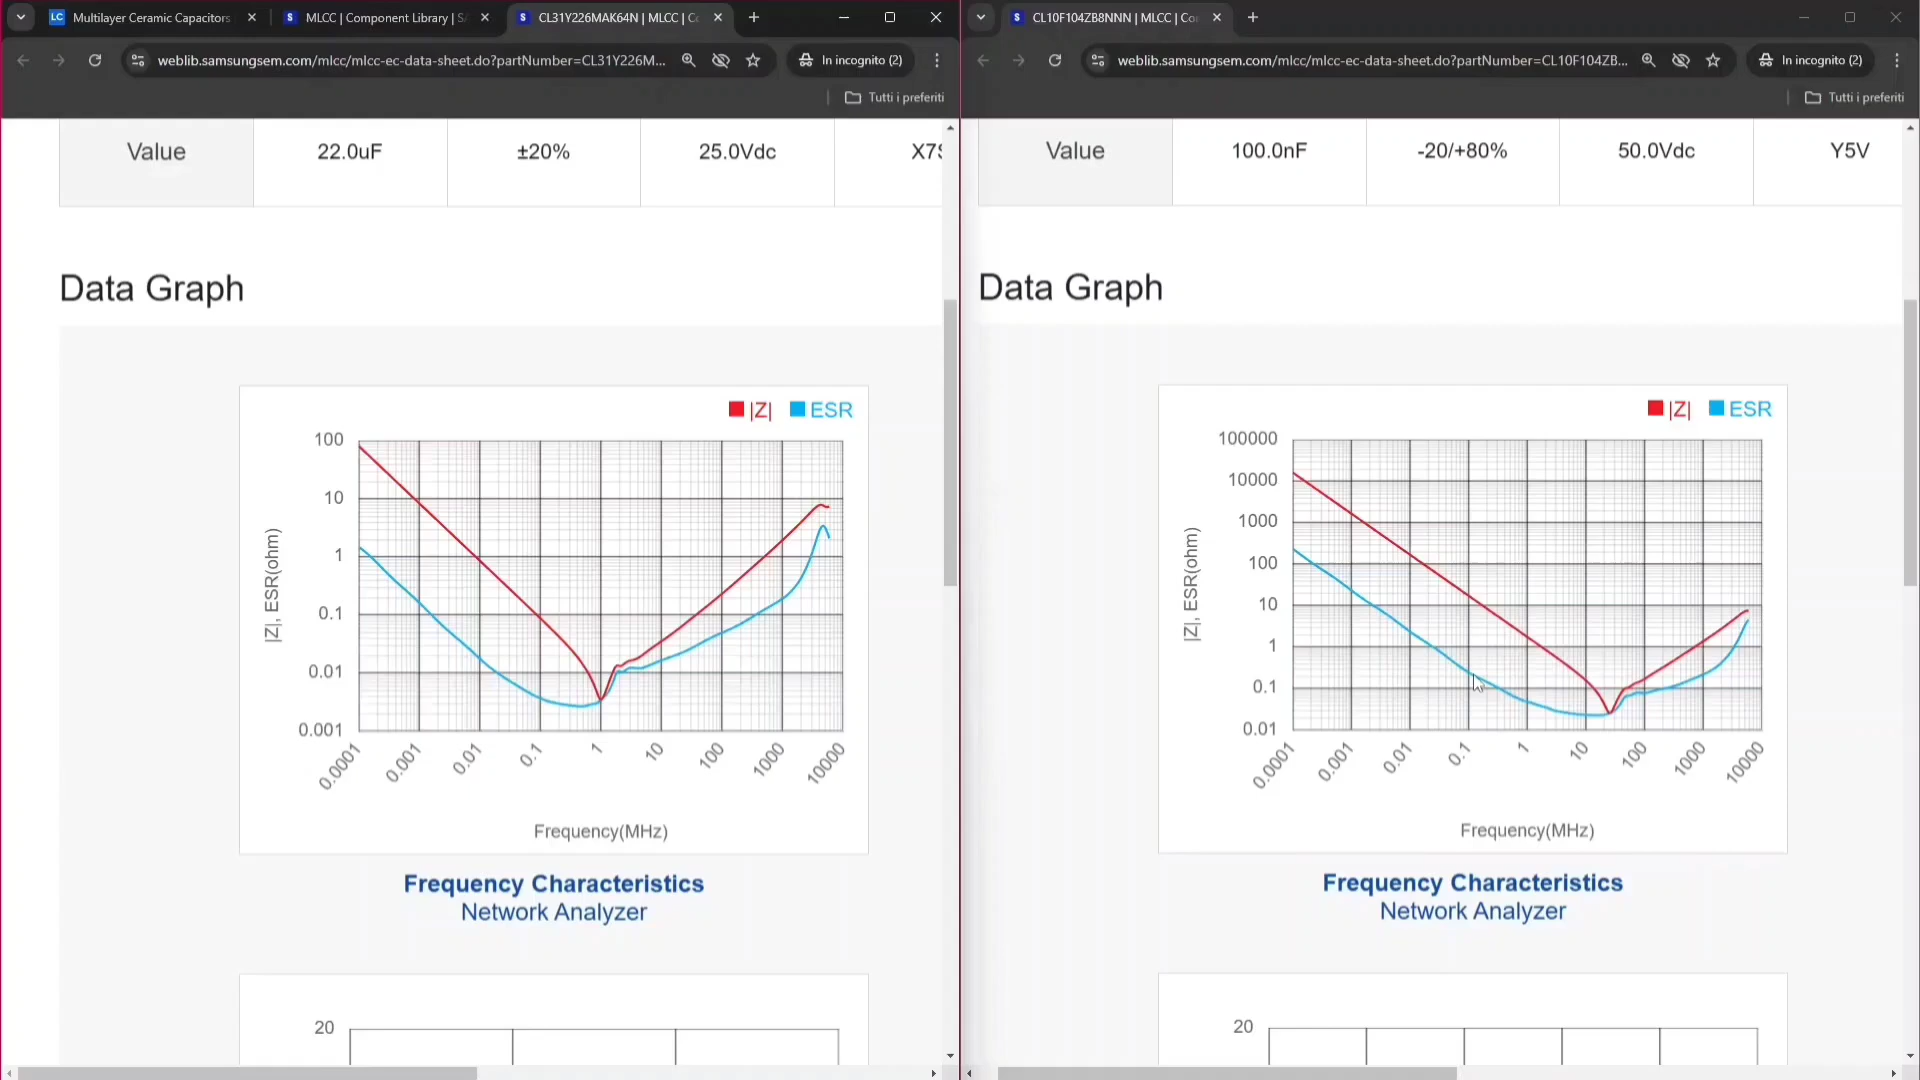 Multilayer Ceramic Capacitors
MLCC | Component Library | S
CL31Y226MAK64N | MLCC | C
weblib.samsungsem.com/mlcc/mlcc-ec-data-sheet.do?partNumber=CL31Y226M...
In incognito (2)
Tutti i preferiti
Value 22.0uF ±20% 25.0Vdc X7S
Data Graph
|Z| ESR
100
10
1
0.1
0.01
0.001
|Z|, ESR(ohm)
0.0001 0.001 0.01 0.1 1 10 100 1000 10000
Frequency(MHz)
Frequency Characteristics
Network Analyzer
20
CL10F104ZB8NNN | MLCC | Co
weblib.samsungsem.com/mlcc/mlcc-ec-data-sheet.do?partNumber=CL10F104ZB...
In incognito (2)
Tutti i preferiti
Value 100.0nF -20/+80% 50.0Vdc Y5V
Data Graph
|Z| ESR
100000
10000
1000
100
10
1
0.1
0.01
|Z|, ESR(ohm)
0.0001 0.001 0.01 0.1 1 10 100 1000 10000
Frequency(MHz)
Frequency Characteristics
Network Analyzer
20